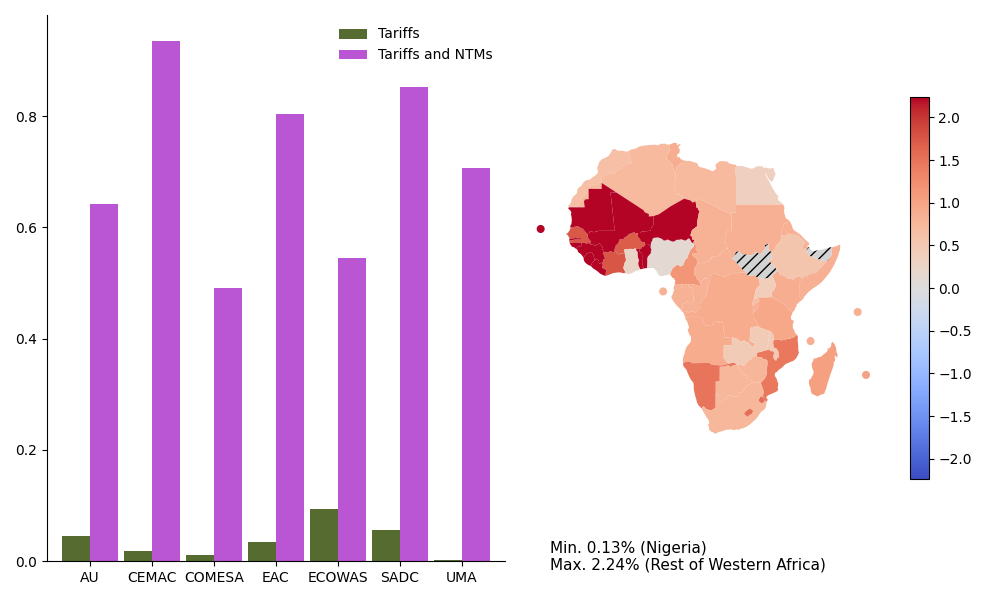 Tariffs
Tariffs and NTMs
0.8
0.6
0.4
0.2
0.0
AU CEMAC COMESA EAC ECOWAS SADC UMA
2.0
1.5
1.0
0.5
0.0
−0.5
−1.0
−1.5
−2.0
Min. 0.13% (Nigeria)
Max. 2.24% (Rest of Western Africa)